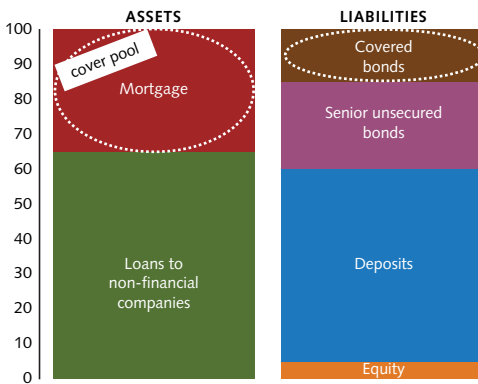 ASSETS
LIABILITIES
100
90
80
70
60
50
40
30
20
10
0
cover pool
Mortgage
Loans to
non-financial
companies
Covered
bonds
Senior unsecured
bonds
Deposits
Equity